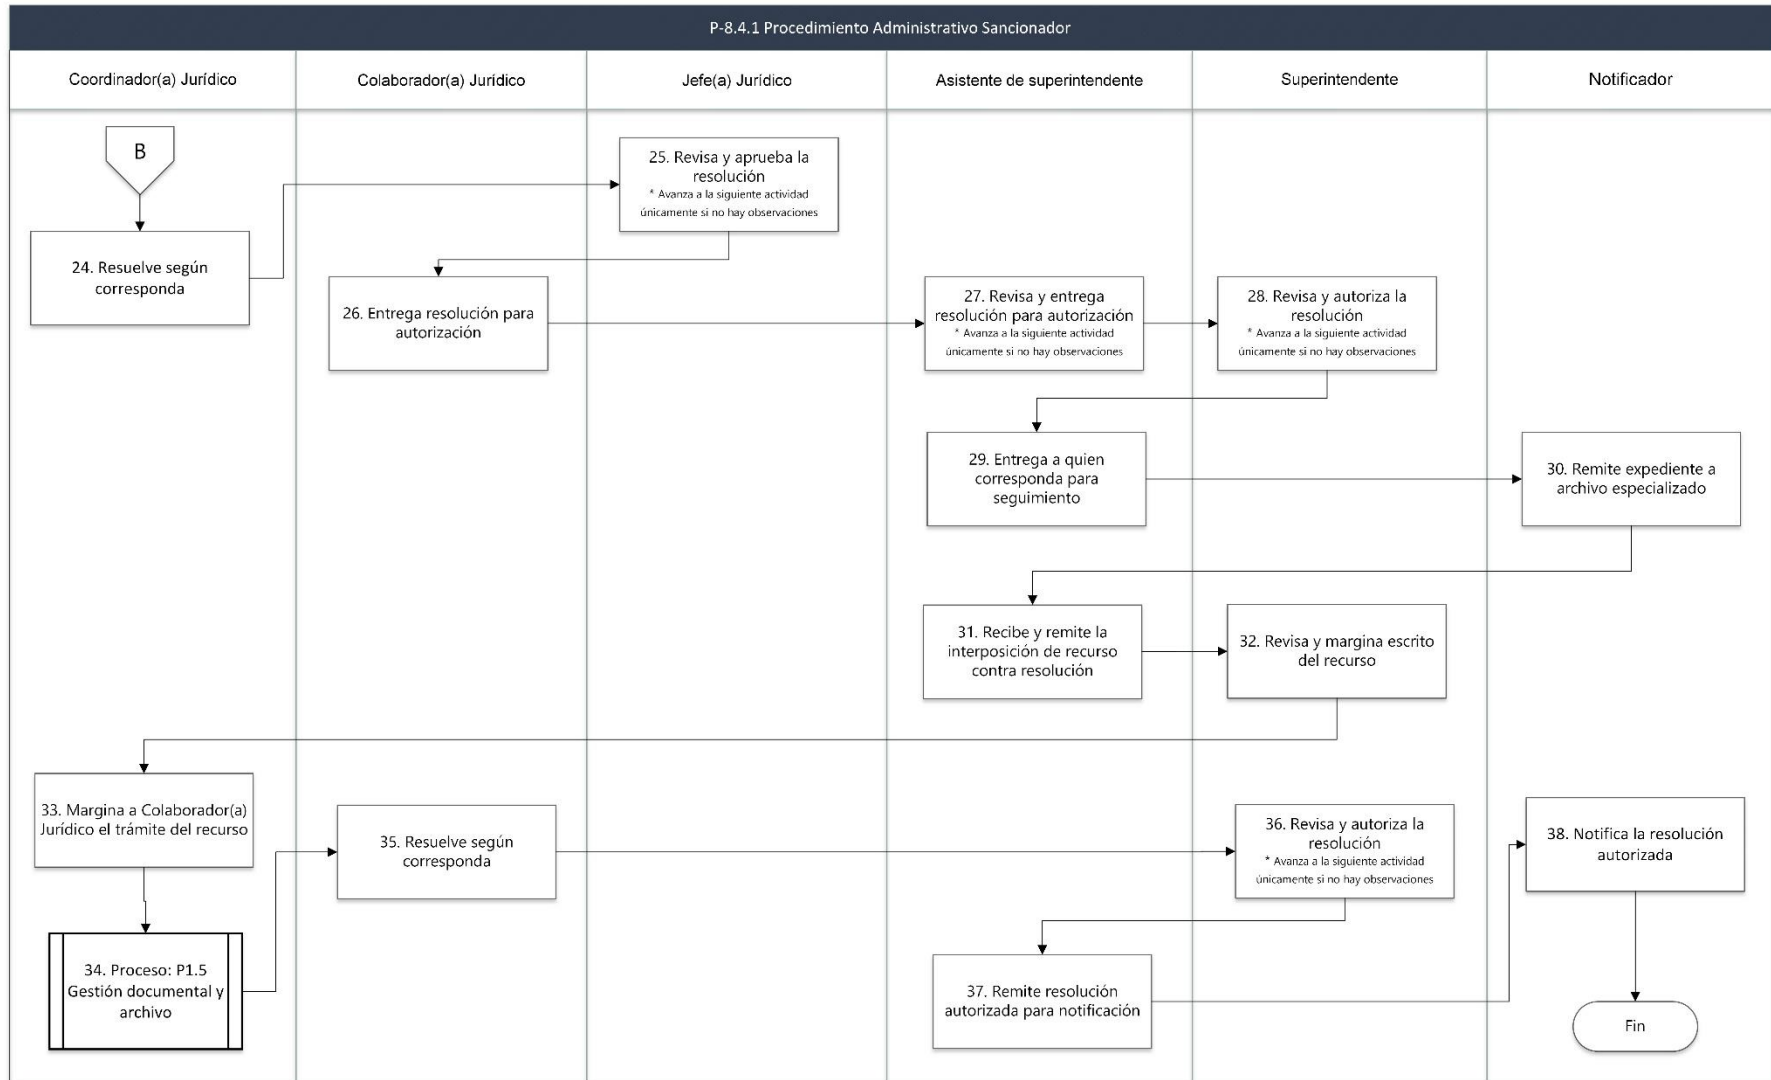 P-8.4.1 Procedimiento Administrativo Sancionador
Coordinador(a) Jurídico
Colaborador(a) Jurídico
Jefe(a) Jurídico
Asistente de superintendente
Superintendente
Notificador
B
24. Resuelve según
corresponda
25. Revisa y aprueba la
resolución
* Avanza a la siguiente actividad
únicamente si no hay observaciones
26. Entrega resolución para
autorización
27. Revisa y entrega
resolución para autorización
* Avanza a la siguiente actividad
únicamente si no hay observaciones
28. Revisa y autoriza la
resolución
* Avanza a la siguiente actividad
únicamente si no hay observaciones
29. Entrega a quien
corresponda para
seguimiento
30. Remite expediente a
archivo especializado
31. Recibe y remite la
interposición de recurso
contra resolución
32. Revisa y margina escrito
del recurso
33. Margina a Colaborador(a)
Jurídico el trámite del recurso
34. Proceso: P1.5
Gestión documental y
archivo
35. Resuelve según
corresponda
36. Revisa y autoriza la
resolución
* Avanza a la siguiente actividad
únicamente si no hay observaciones
37. Remite resolución
autorizada para notificación
38. Notifica la resolución
autorizada
Fin